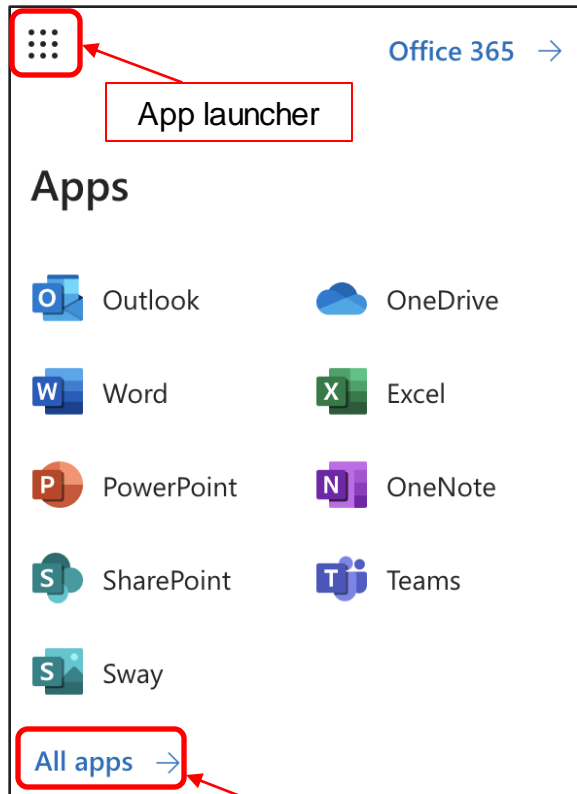 Office 365 →
App launcher
Apps
O Outlook
OneDrive
W Word
X Excel
P PowerPoint
N OneNote
S SharePoint
T Teams
S Sway
All apps →